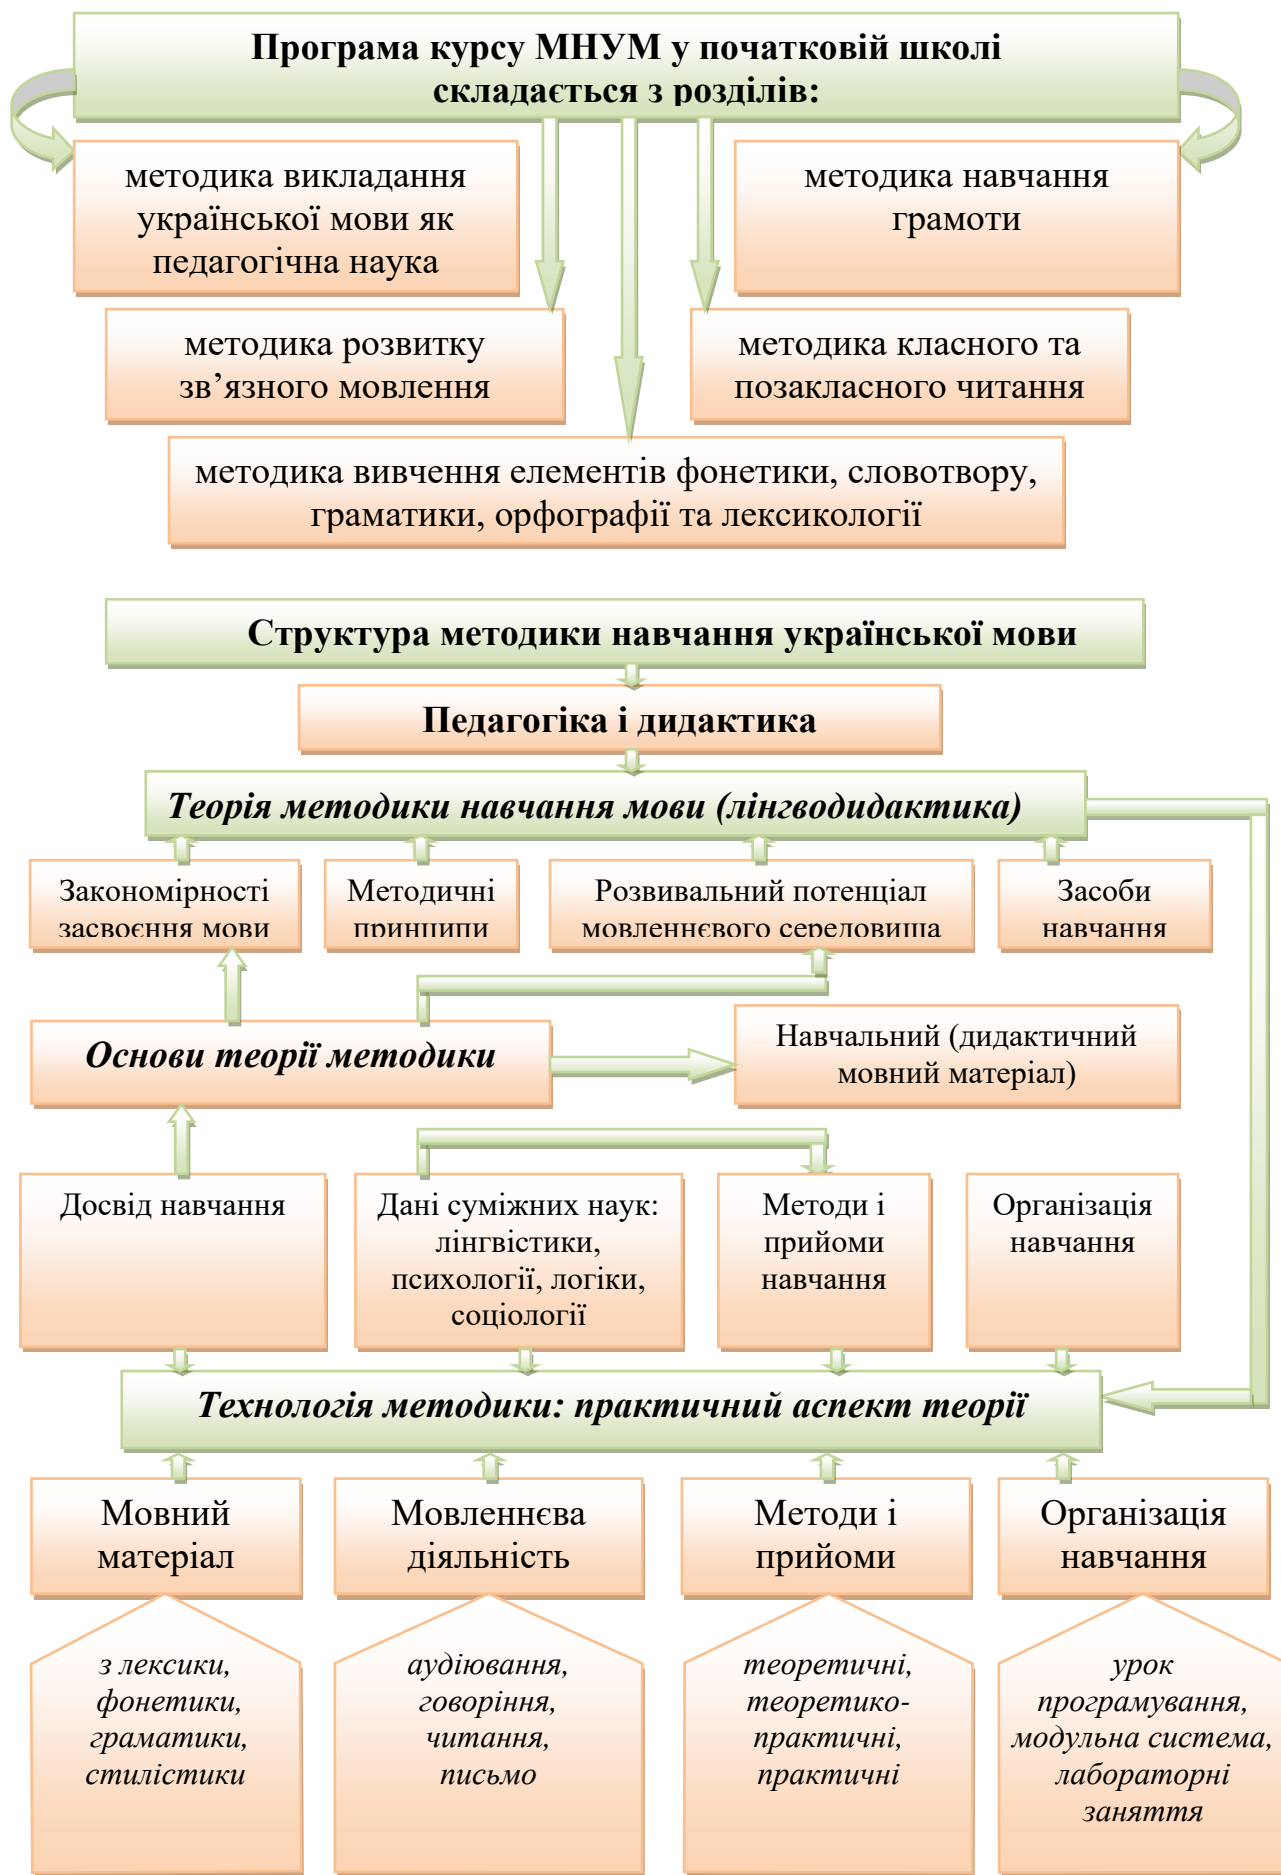 Програма курсу МНУМ у початковій школі
складається з розділів:
методика викладання
української мови як
педагогічна наука
методика навчання
грамоти
методика розвитку
зв’язного мовлення
методика класного та
позакласного читання
методика вивчення елементів фонетики, словотвору,
граматики, орфографії та лексикології
Структура методики навчання української мови
Педагогіка і дидактика
Теорія методики навчання мови (лінгводидактика)
Закономірності
засвоєння мови
Методичні
принципи
Розвивальний потенціал
мовленнєвого середовища
Засоби
навчання
Основи теорії методики
Навчальний (дидактичний
мовний матеріал)
Досвід навчання
Дані суміжних наук:
лінгвістики,
психології, логіки,
соціології
Методи і
прийоми
навчання
Організація
навчання
Технологія методики: практичний аспект теорії
Мовний
матеріал
Мовленнєва
діяльність
Методи і
прийоми
Організація
навчання
з лексики,
фонетики,
граматики,
стилістики
аудіювання,
говоріння,
читання,
письмо
теоретичні,
теоретико-
практичні,
практичні
урок
програмування,
модульна система,
лабораторні
заняття